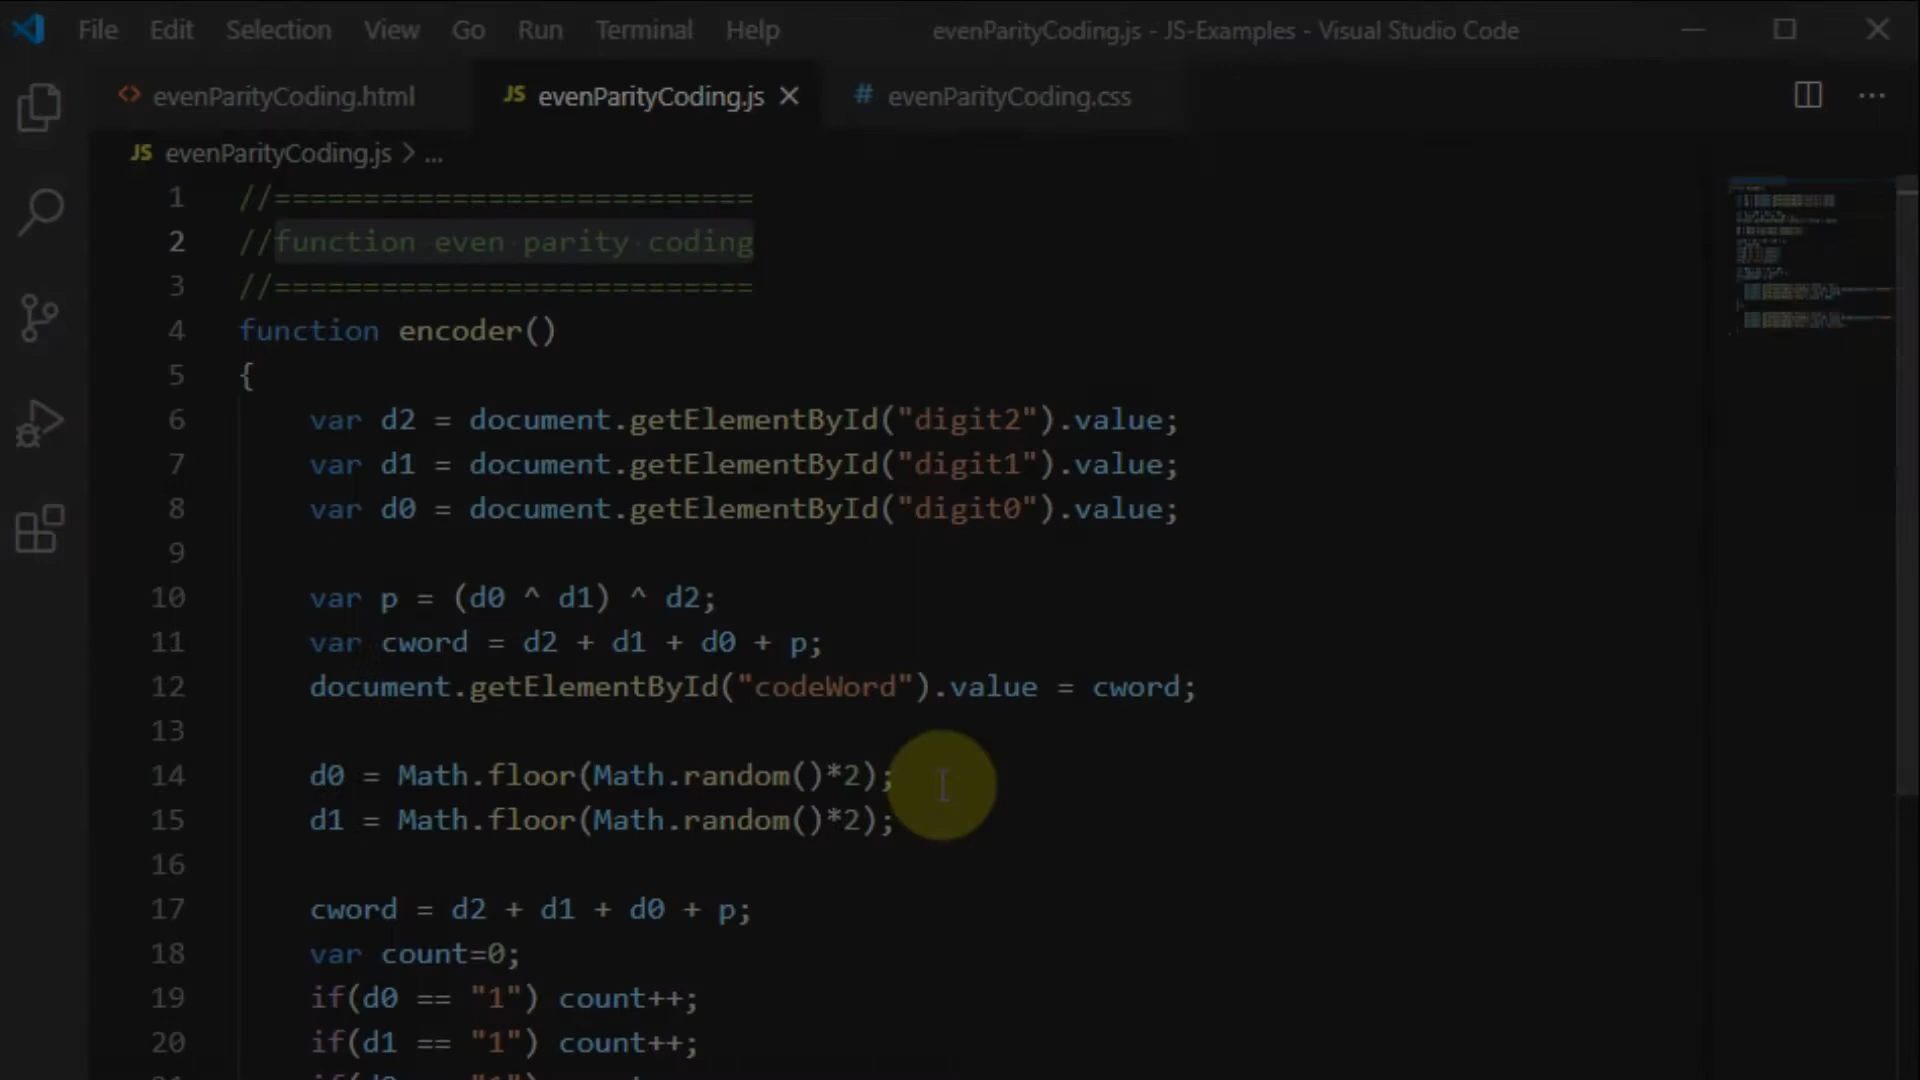 File Edit Selection View Go Run Terminal Help evenParityCoding.js - JS-Examples - Visual Studio Code
<> evenParityCoding.html JS evenParityCoding.js # evenParityCoding.css ...
JS evenParityCoding.js > ...
1 //===========================
2 //function even parity coding
3 //===========================
4 function encoder()
5 {
6 var d2 = document.getElementById("digit2").value;
7 var d1 = document.getElementById("digit1").value;
8 var d0 = document.getElementById("digit0").value;
9
10 var p = (d0 ^ d1) ^ d2;
11 var cword = d2 + d1 + d0 + p;
12 document.getElementById("codeWord").value = cword;
13
14 d0 = Math.floor(Math.random()*2);
15 d1 = Math.floor(Math.random()*2);
16
17 cword = d2 + d1 + d0 + p;
18 var count=0;
19 if(d0 == "1") count++;
20 if(d1 == "1") count++;